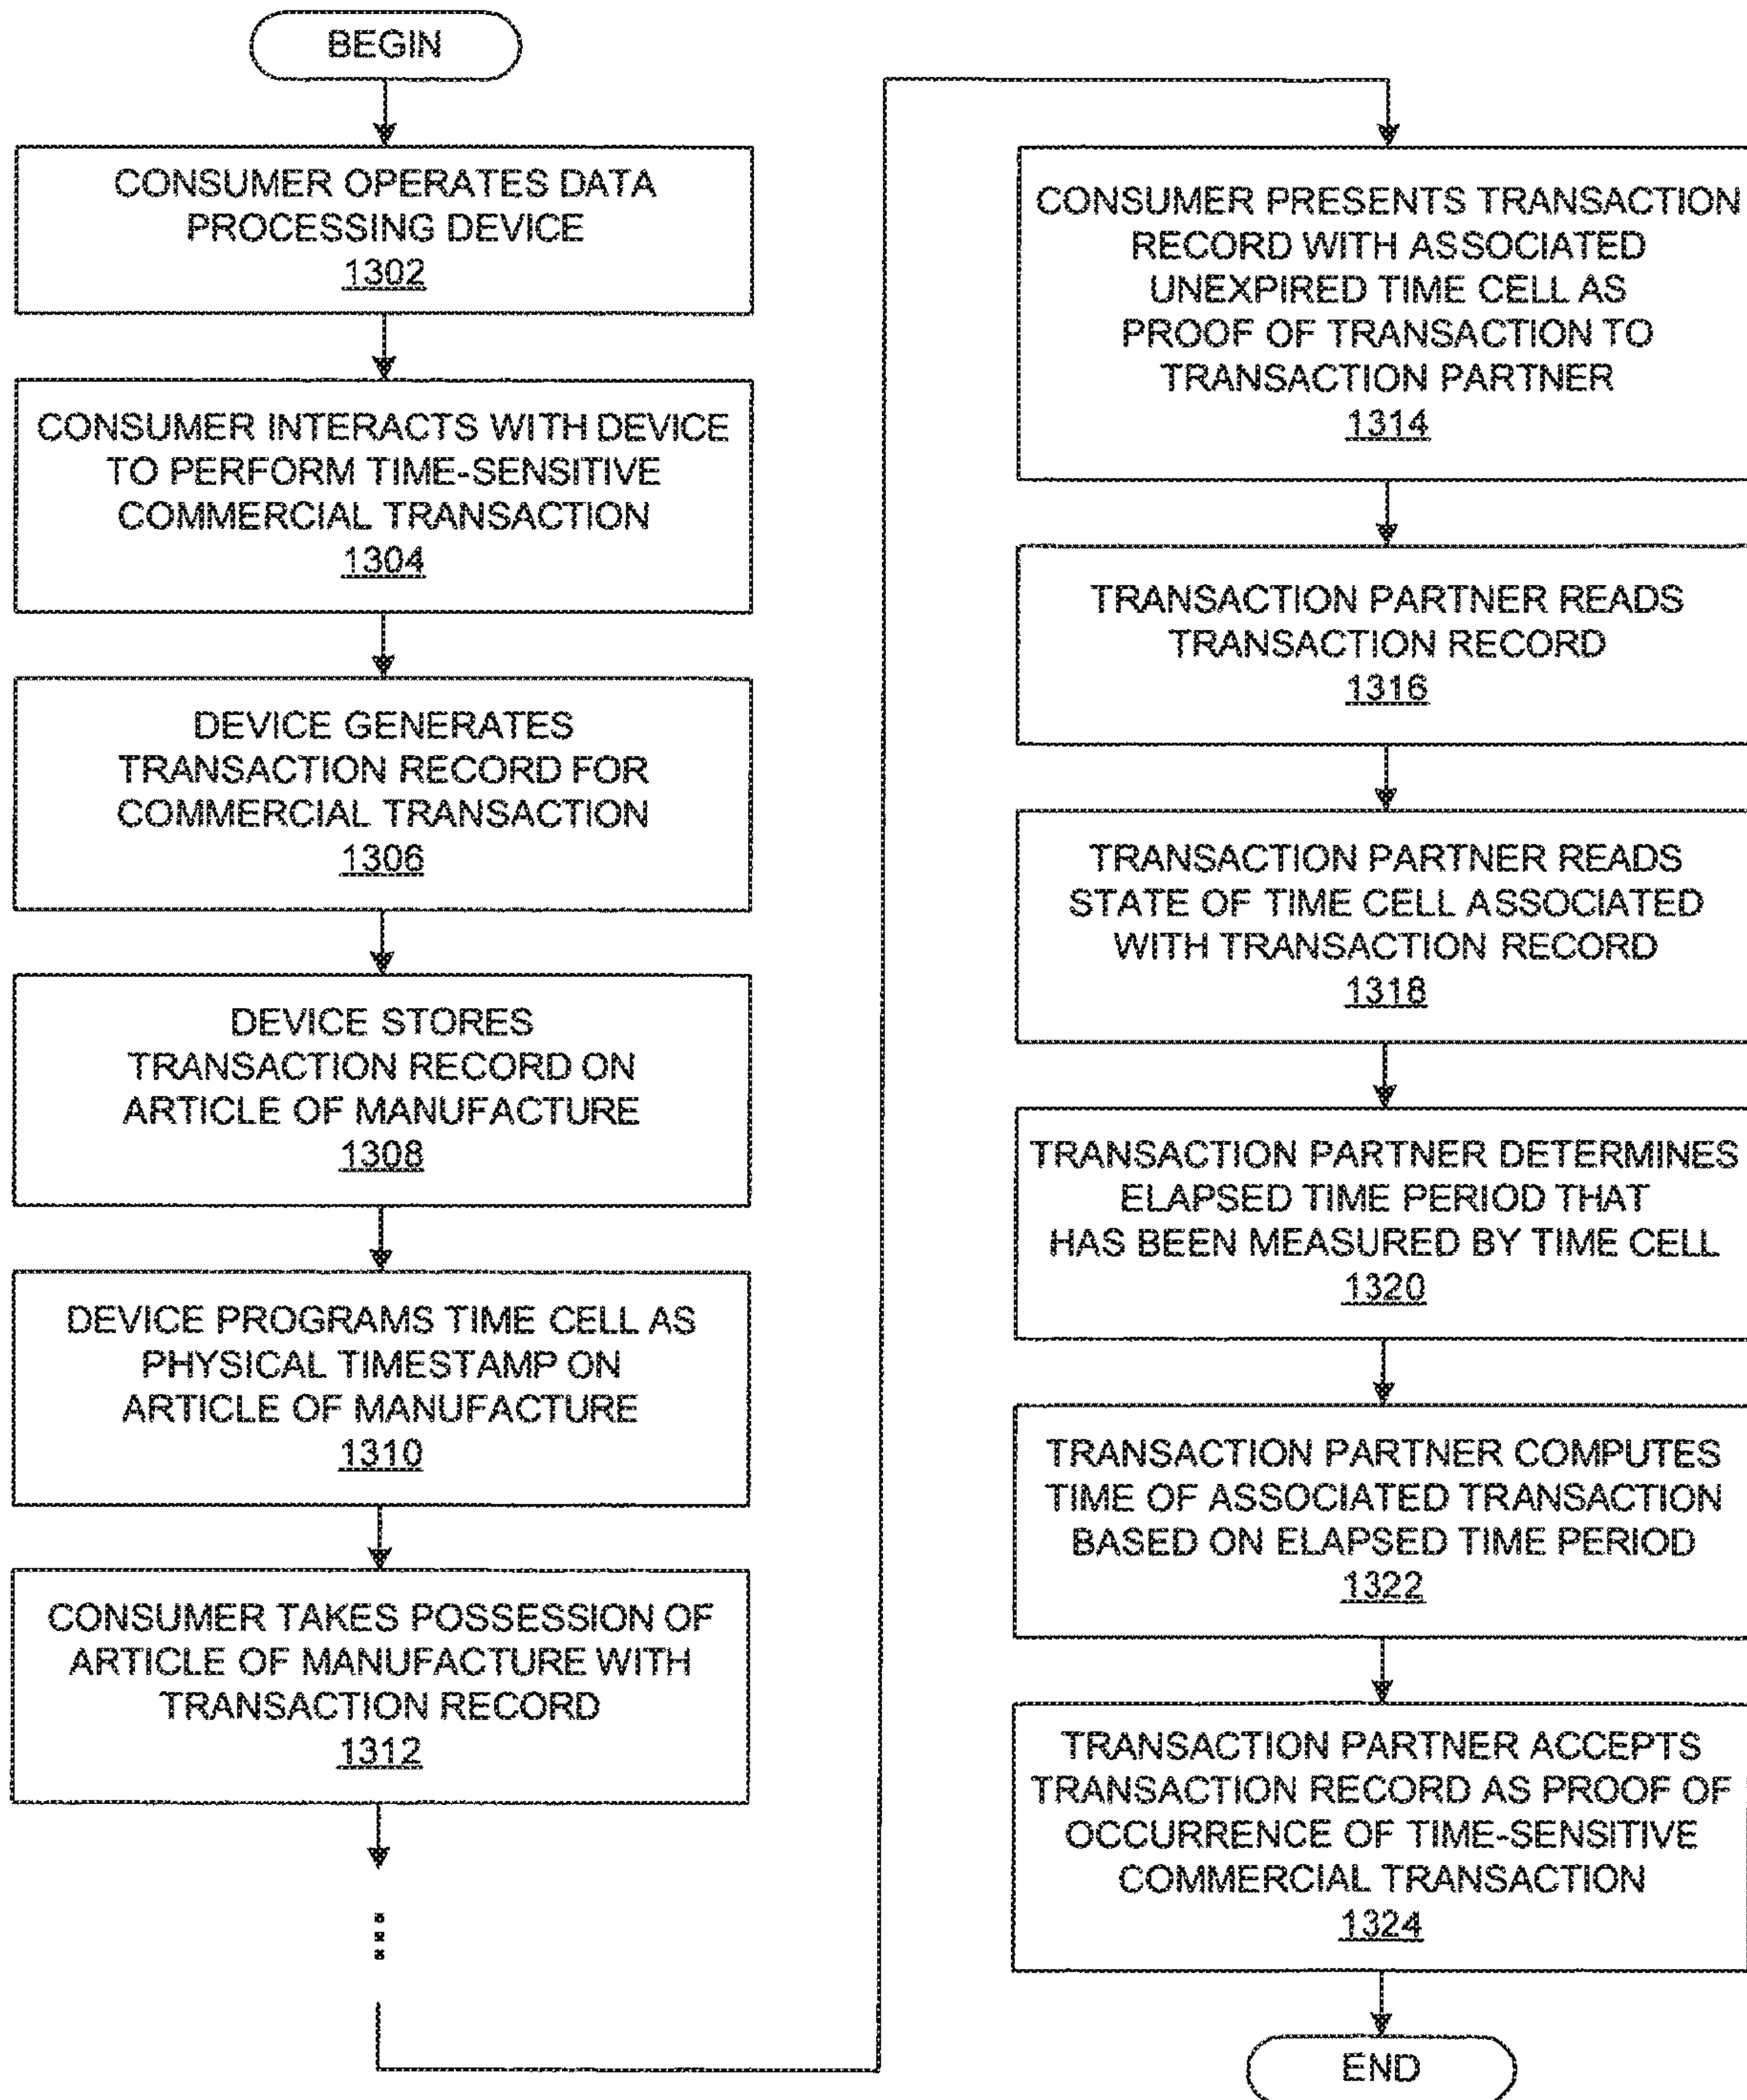 BEGIN
CONSUMER OPERATES DATA
PROCESSING DEVICE
1302
CONSUMER INTERACTS WITH DEVICE
TO PERFORM TIME-SENSITIVE
COMMERCIAL TRANSACTION
1304
DEVICE GENERATES
TRANSACTION RECORD FOR
COMMERCIAL TRANSACTION
1306
DEVICE STORES
TRANSACTION RECORD ON
ARTICLE OF MANUFACTURE
1308
DEVICE PROGRAMS TIME CELL AS
PHYSICAL TIMESTAMP ON
ARTICLE OF MANUFACTURE
1310
CONSUMER TAKES POSSESSION OF
ARTICLE OF MANUFACTURE WITH
TRANSACTION RECORD
1312
CONSUMER PRESENTS TRANSACTION
RECORD WITH ASSOCIATED
UNEXPIRED TIME CELL AS
PROOF OF TRANSACTION TO
TRANSACTION PARTNER
1314
TRANSACTION PARTNER READS
TRANSACTION RECORD
1316
TRANSACTION PARTNER READS
STATE OF TIME CELL ASSOCIATED
WITH TRANSACTION RECORD
1318
TRANSACTION PARTNER DETERMINES
ELAPSED TIME PERIOD THAT
HAS BEEN MEASURED BY TIME CELL
1320
TRANSACTION PARTNER COMPUTES
TIME OF ASSOCIATED TRANSACTION
BASED ON ELAPSED TIME PERIOD
1322
TRANSACTION PARTNER ACCEPTS
TRANSACTION RECORD AS PROOF OF
OCCURRENCE OF TIME-SENSITIVE
COMMERCIAL TRANSACTION
1324
END